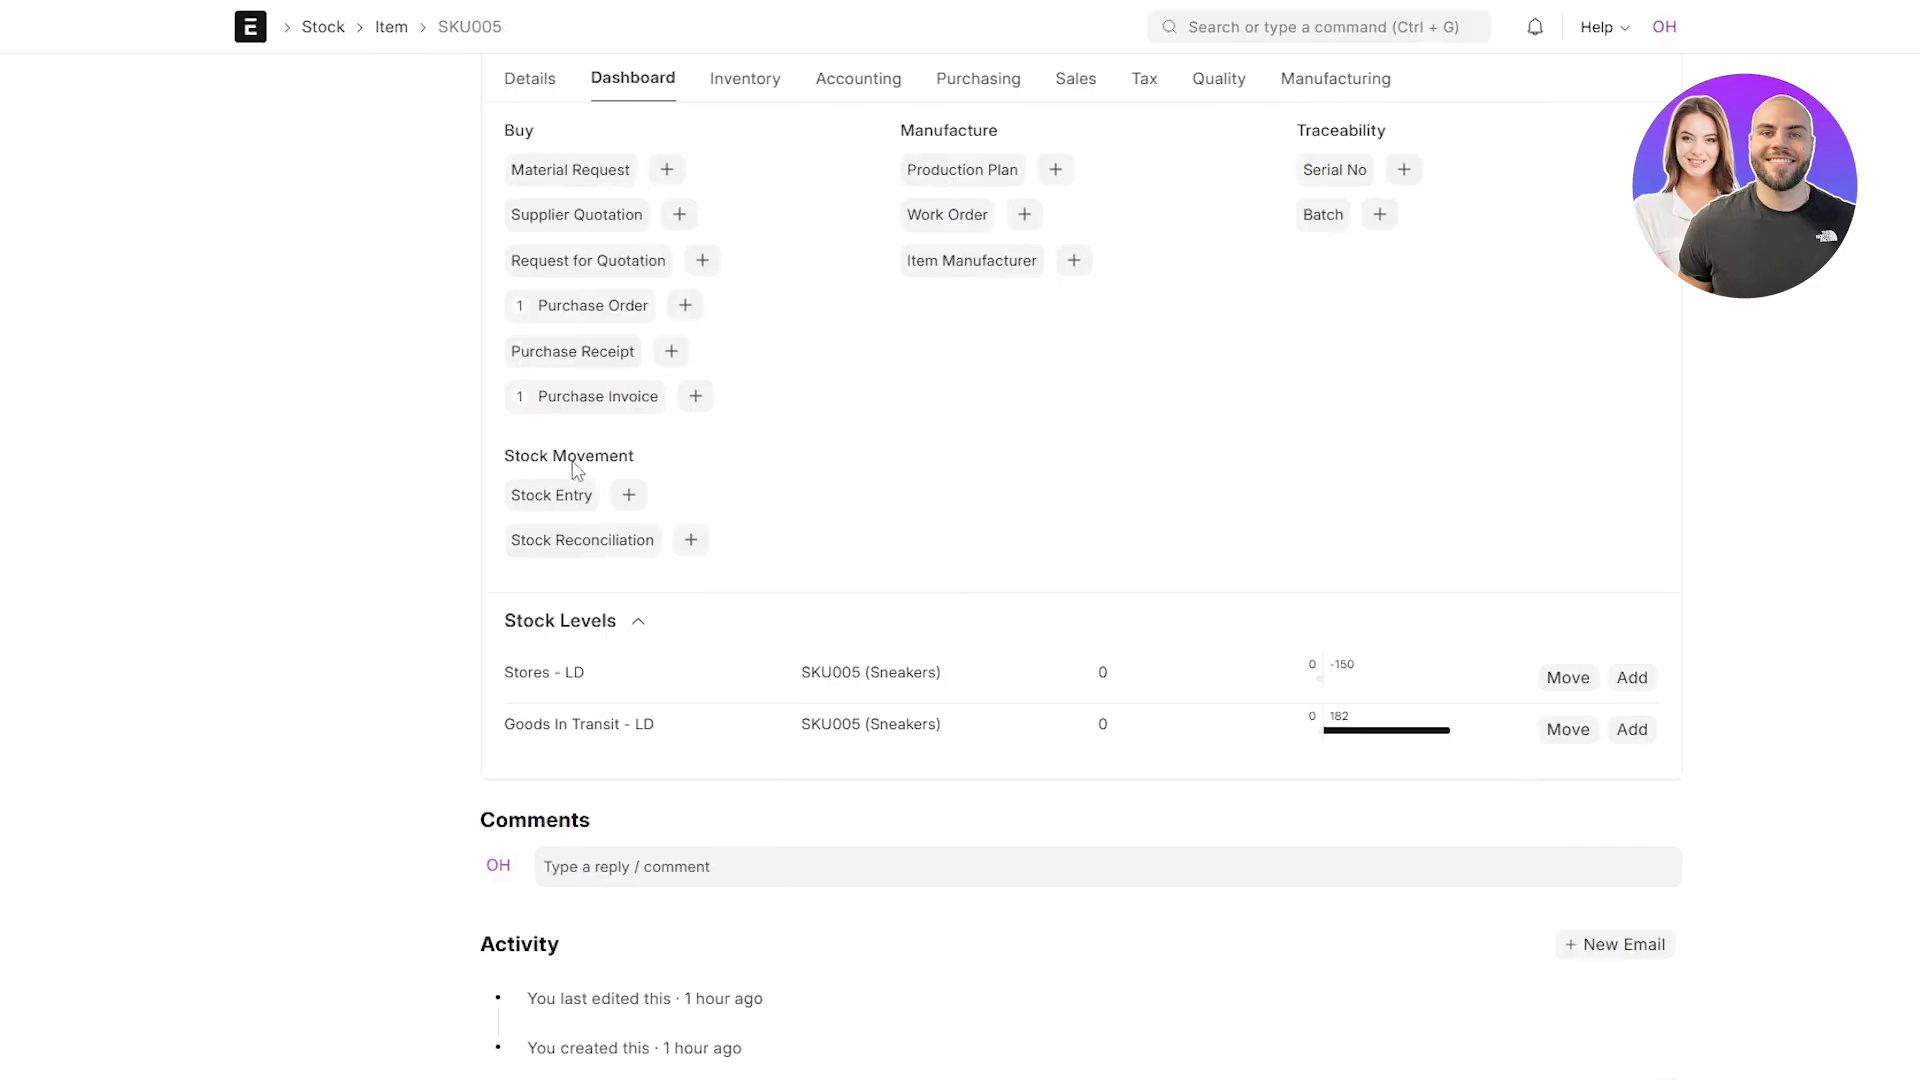 E > Stock > Item > SKU005
Search or type a command (Ctrl + G)
Help
OH
Details Dashboard Inventory Accounting Purchasing Sales Tax Quality Manufacturing
Buy
Material Request +
Supplier Quotation +
Request for Quotation +
1 Purchase Order +
Purchase Receipt +
1 Purchase Invoice +
Manufacture
Production Plan +
Work Order +
Item Manufacturer +
Traceability
Serial No +
Batch +
THE NORTH FACE
Stock Movement
Stock Entry +
Stock Reconciliation +
Stock Levels
Stores - LD SKU005 (Sneakers) 0 0 -150 Move Add
Goods In Transit - LD SKU005 (Sneakers) 0 0 182 Move Add
Comments
OH Type a reply / comment
Activity
+ New Email
• You last edited this · 1 hour ago
• You created this · 1 hour ago